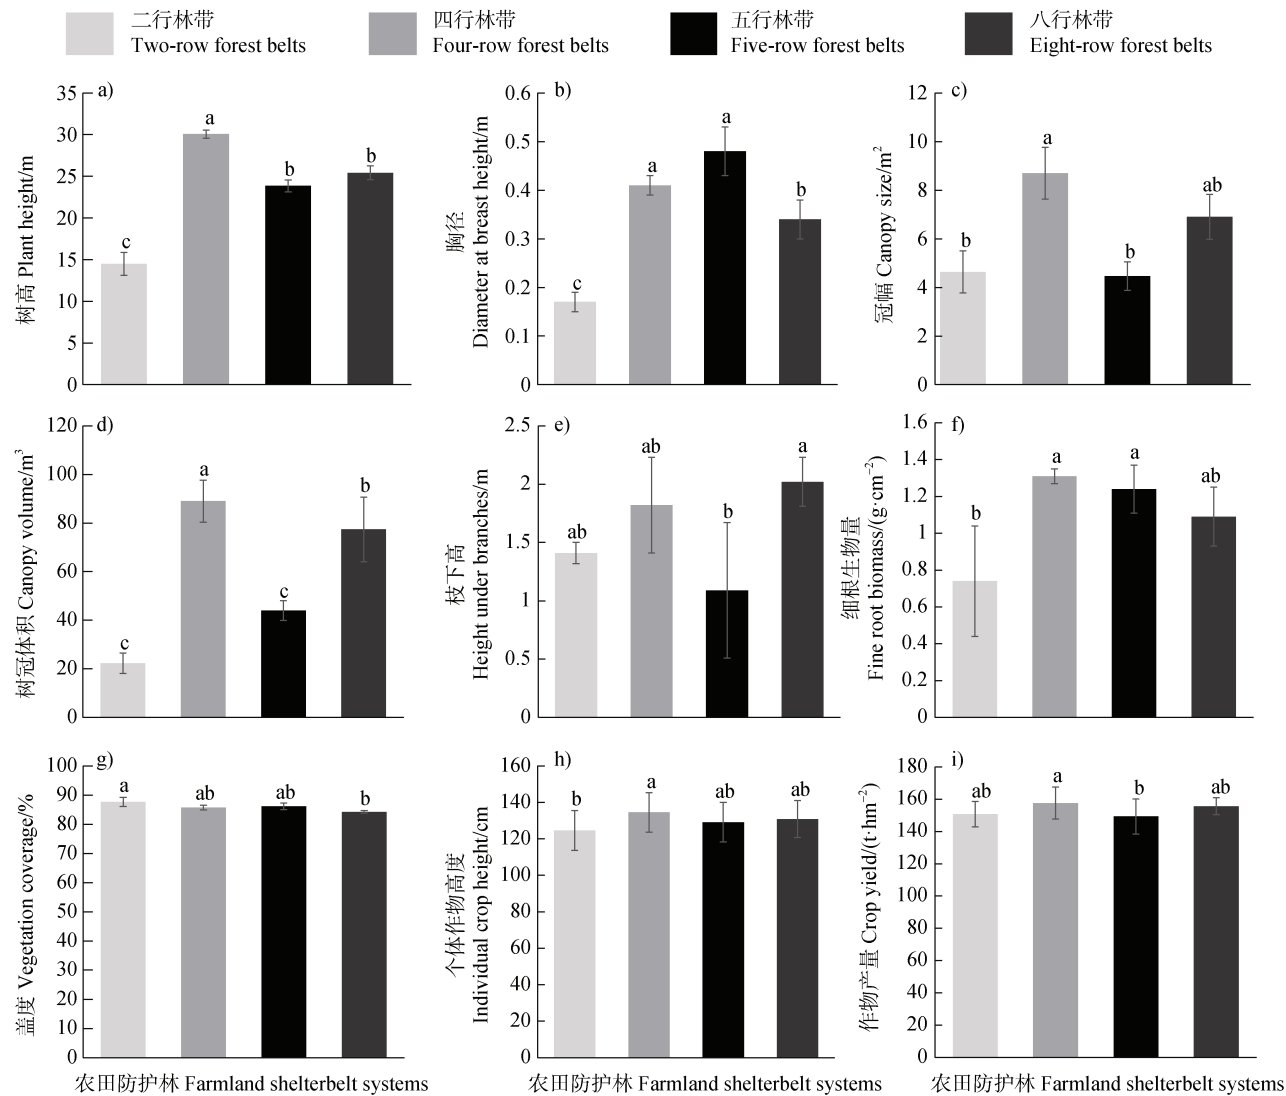 二行林带
Two-row forest belts
四行林带
Four-row forest belts
五行林带
Five-row forest belts
八行林带
Eight-row forest belts
a)
树高 Plant height/m
35
30
25
20
15
10
5
0
c
a
b
b
b)
胸径
Diameter at breast height/m
0.6
0.5
0.4
0.3
0.2
0.1
0
c
a
a
b
c)
冠幅 Canopy size/m²
12
10
8
6
4
2
0
b
a
b
ab
d)
树冠体积 Canopy volume/m³
120
100
80
60
40
20
0
c
a
c
b
e)
枝下高
Height under branches/m
2.5
2
1.5
1
0.5
0
ab
ab
b
a
f)
细根生物量
Fine root biomass/(g·cm⁻²)
1.6
1.4
1.2
1
0.8
0.6
0.4
0.2
0
b
a
a
ab
g)
盖度 Vegetation coverage/%
100
90
80
70
60
50
40
30
20
10
0
a
ab
ab
b
农田防护林 Farmland shelterbelt systems
h)
个体作物高度
Individual crop height/cm
160
140
120
100
80
60
40
20
0
b
a
ab
ab
农田防护林 Farmland shelterbelt systems
i)
作物产量 Crop yield/(t·hm⁻²)
180
160
140
120
100
80
60
40
20
0
ab
a
b
ab
农田防护林 Farmland shelterbelt systems